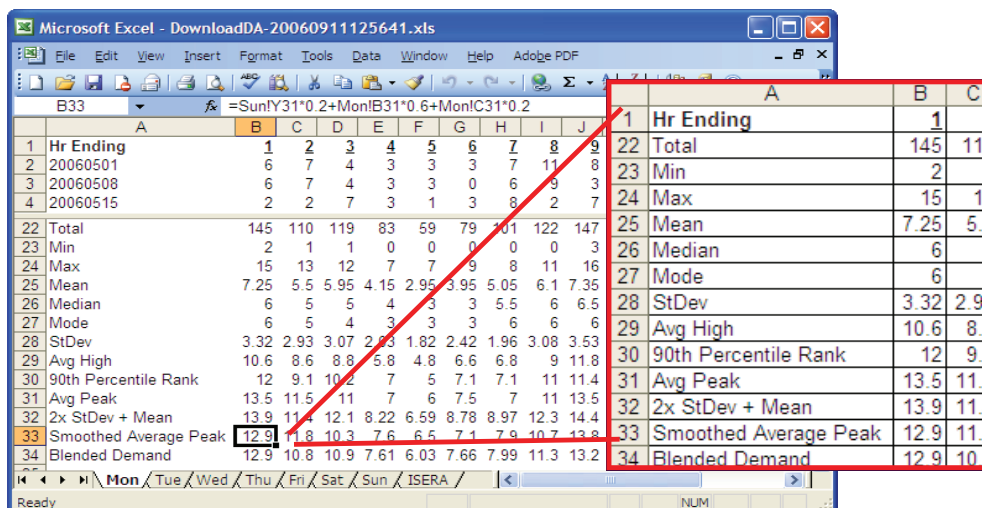 Microsoft Excel - DownloadDA-20060911125641.xls
File Edit View Insert Format Tools Data Window Help Adobe PDF
B33 fx =Sun!Y31*0.2+Mon!B31*0.6+Mon!C31*0.2
A B C D E F G H I J
1 Hr Ending 1 2 3 4 5 6 7 8 9
2 20060501 6 7 4 3 3 3 7 11 8
3 20060508 6 7 4 3 3 0 6 9 3
4 20060515 2 2 7 3 1 3 8 2 7
22 Total 145 110 119 83 59 79 101 122 147
23 Min 2 1 1 0 0 0 0 0 3
24 Max 15 13 12 7 7 9 8 11 16
25 Mean 7.25 5.5 5.95 4.15 2.95 3.95 5.05 6.1 7.35
26 Median 6 5 5 4 3 3 5.5 6 6.5
27 Mode 6 5 4 3 3 3 6 6 6
28 StDev 3.32 2.93 3.07 1.82 2.42 1.96 3.08 3.53
29 Avg High 10.6 8.6 8.8 5.8 4.8 6.6 6.8 9 11.8
30 90th Percentile Rank 12 9.1 10.2 7 5 7.1 7.1 11 11.4
31 Avg Peak 13.5 11.5 11 7 6 7.5 7 11 13.5
32 2x StDev + Mean 13.9 11.4 12.1 8.22 6.59 8.78 8.97 12.3 14.4
33 Smoothed Average Peak 12.9 11.8 10.3 7.6 6.5 7.1 7.9 10.7 13.8
34 Blended Demand 12.9 10.8 10.9 7.61 6.03 7.66 7.99 11.3 13.2
Mon Tue Wed Thu Fri Sat Sun ISERA
Ready NUM
A B C
1 Hr Ending 1
22 Total 145 11
23 Min 2
24 Max 15 1
25 Mean 7.25 5.
26 Median 6
27 Mode 6
28 StDev 3.32 2.9
29 Avg High 10.6 8.
30 90th Percentile Rank 12 9.
31 Avg Peak 13.5 11.
32 2x StDev + Mean 13.9 11.
33 Smoothed Average Peak 12.9 11.
34 Blended Demand 12.9 10